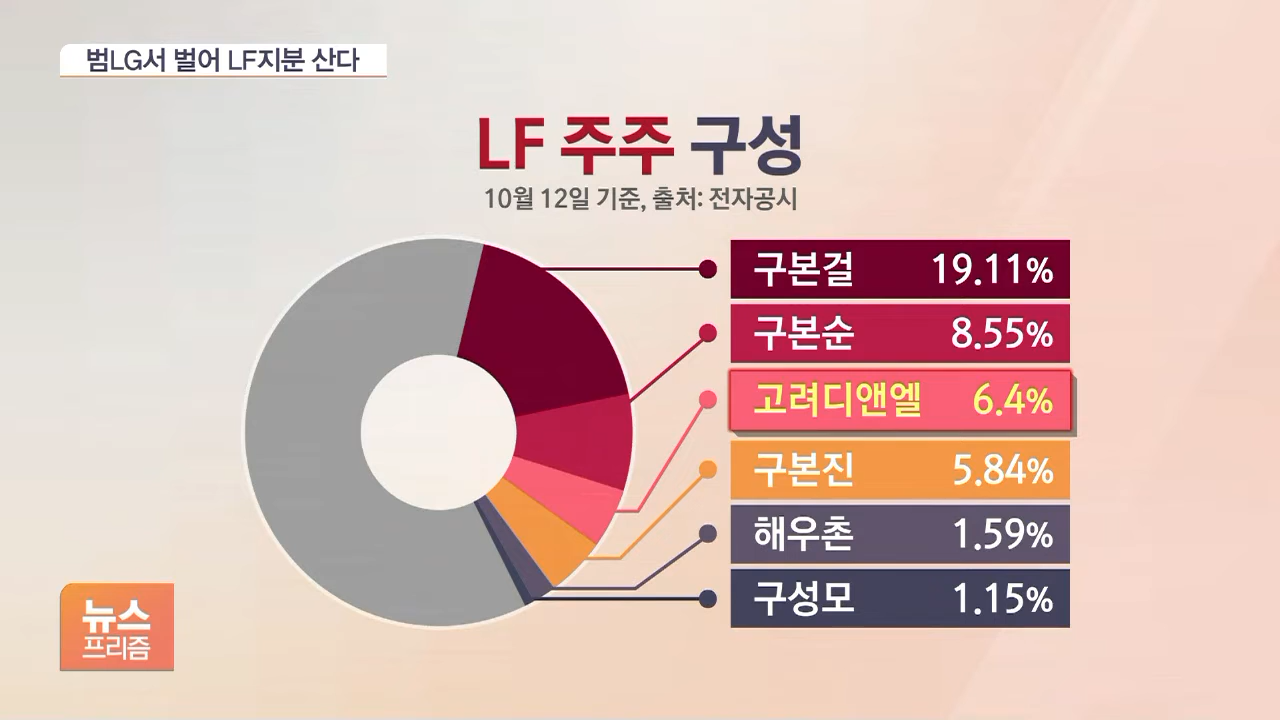 범LG서 벌어 LF지분 산다
LF 주주 구성
10월 12일 기준, 출처: 전자공시
구본걸 19.11%
구본순 8.55%
고려디앤엘 6.4%
구본진 5.84%
해우촌 1.59%
구성모 1.15%
뉴스
프리즘